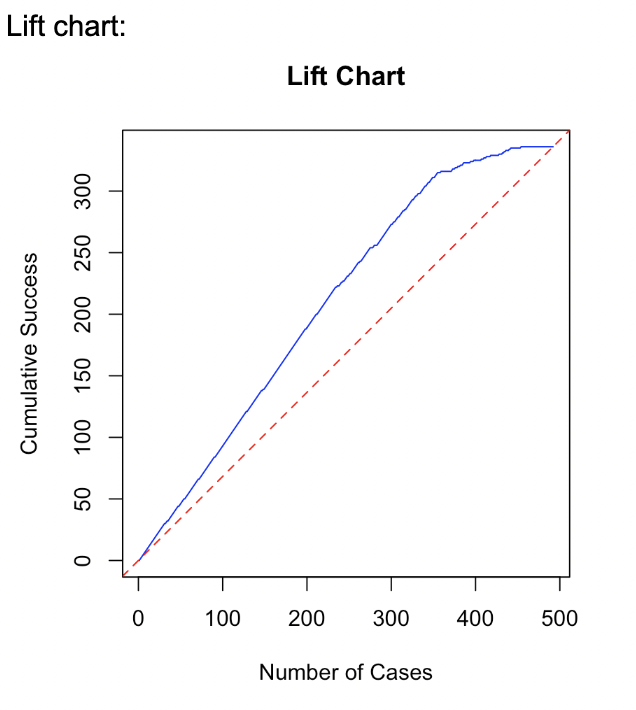 Lift chart:
Lift Chart
300
250
200
150
100
50
0
Cumulative Success
0 100 200 300 400 500
Number of Cases